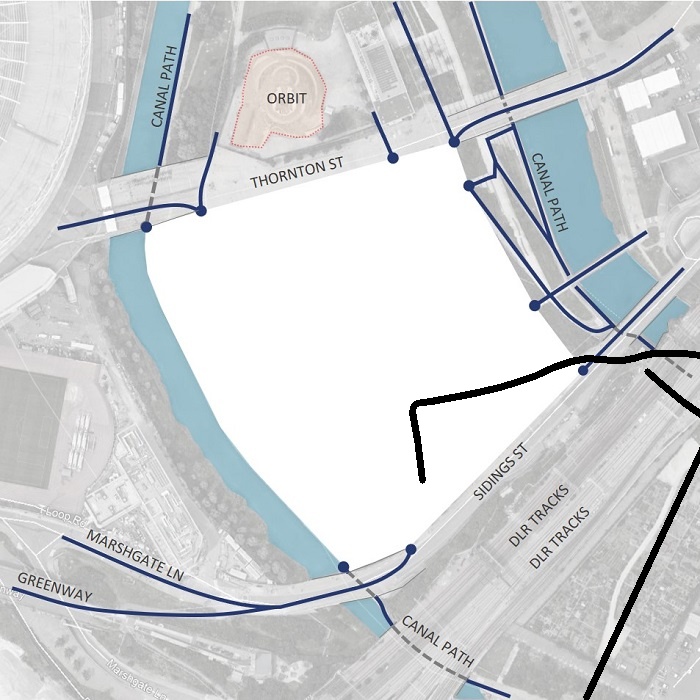 CANAL PATH
ORBIT
THORNTON ST
CANAL PATH
SIDINGS ST
DLR TRACKS
DLR TRACKS
MARSHGATE LN
GREENWAY
CANAL PATH
Marshgate Ln